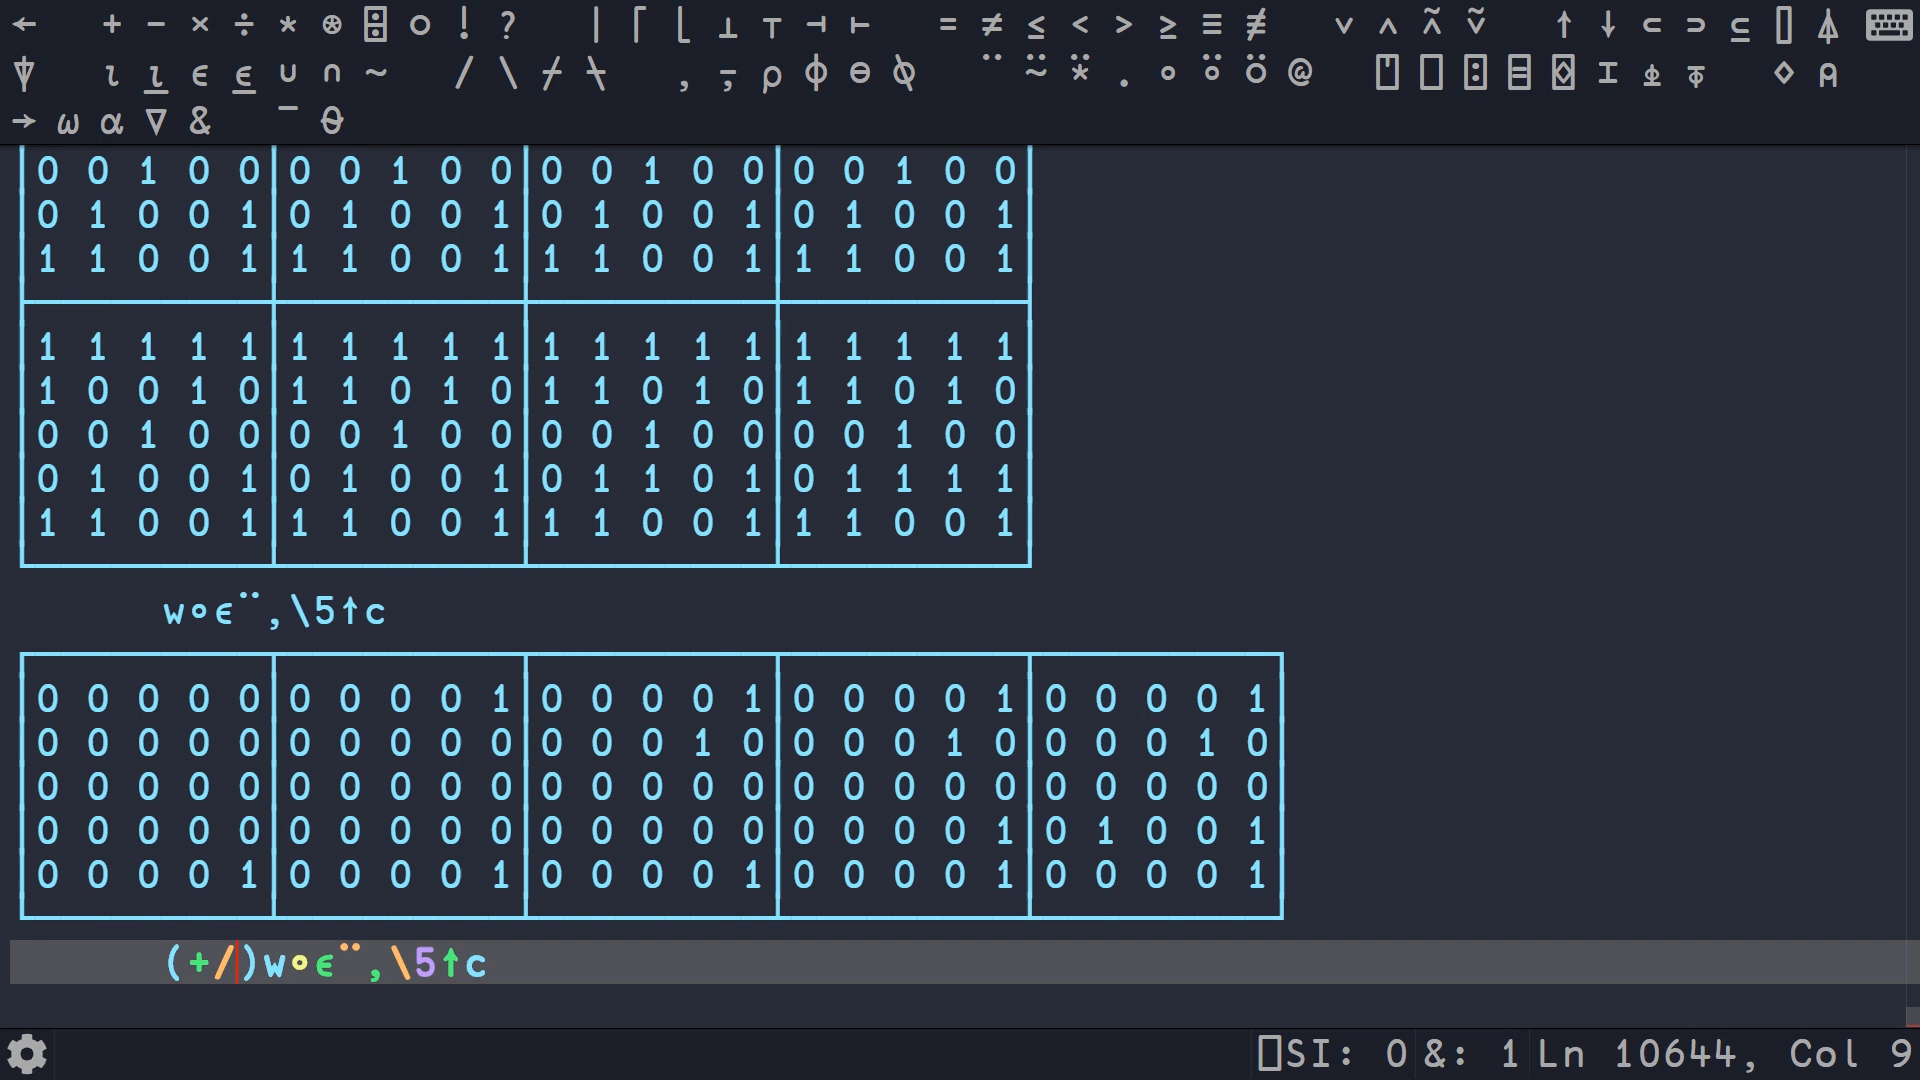 ← + - × ÷ * ⍟ ⌹ ○ ! ? | ⌈ ⌊ ⊥ ⊤ ⊣ ⊢ = ≠ ≤ < > ≥ ≡ ≢ ∨ ∧ ⍲ ⍱ ↑ ↓ ⊂ ⊃ ⊆ ⌷ ⍋
⍒ ⍳ ⍸ ∊ ⍷ ∪ ∩ ~ / \ ⌿ ⍀ , ⍪ ⍴ ⌽ ⊖ ⍉ ¨ ⍨ ⍣ . ∘ ⍤ ⍥ @ ⍞ ⎕ ⍠ ⌸ ⌺ ⌶ ⍎ ⍕ ⋄ ⍝
→ ⍵ ⍺ ∇ & ¯ ⍬
0 0 1 0 0 0 0 1 0 0 0 0 1 0 0 0 0 1 0 0
0 1 0 0 1 0 1 0 0 1 0 1 0 0 1 0 1 0 0 1
1 1 0 0 1 1 1 0 0 1 1 1 0 0 1 1 1 0 0 1
1 1 1 1 1 1 1 1 1 1 1 1 1 1 1 1 1 1 1 1
1 0 0 1 0 1 1 0 1 0 1 1 0 1 0 1 1 0 1 0
0 0 1 0 0 0 0 1 0 0 0 0 1 0 0 0 0 1 0 0
0 1 0 0 1 0 1 0 0 1 0 1 1 0 1 0 1 1 1 1
1 1 0 0 1 1 1 0 0 1 1 1 0 0 1 1 1 0 0 1
w∘∊¨,\5↑c
0 0 0 0 0 0 0 0 0 1 0 0 0 0 1 0 0 0 0 1 0 0 0 0 1
0 0 0 0 0 0 0 0 0 0 0 0 0 1 0 0 0 0 1 0 0 0 0 1 0
0 0 0 0 0 0 0 0 0 0 0 0 0 0 0 0 0 0 0 0 0 0 0 0 0
0 0 0 0 0 0 0 0 0 0 0 0 0 0 0 0 0 0 0 1 0 1 0 0 1
0 0 0 0 1 0 0 0 0 1 0 0 0 0 1 0 0 0 0 1 0 0 0 0 1
(+/)w∘∊¨,\5↑c
⎕SI: 0 &: 1 Ln 10644, Col 9